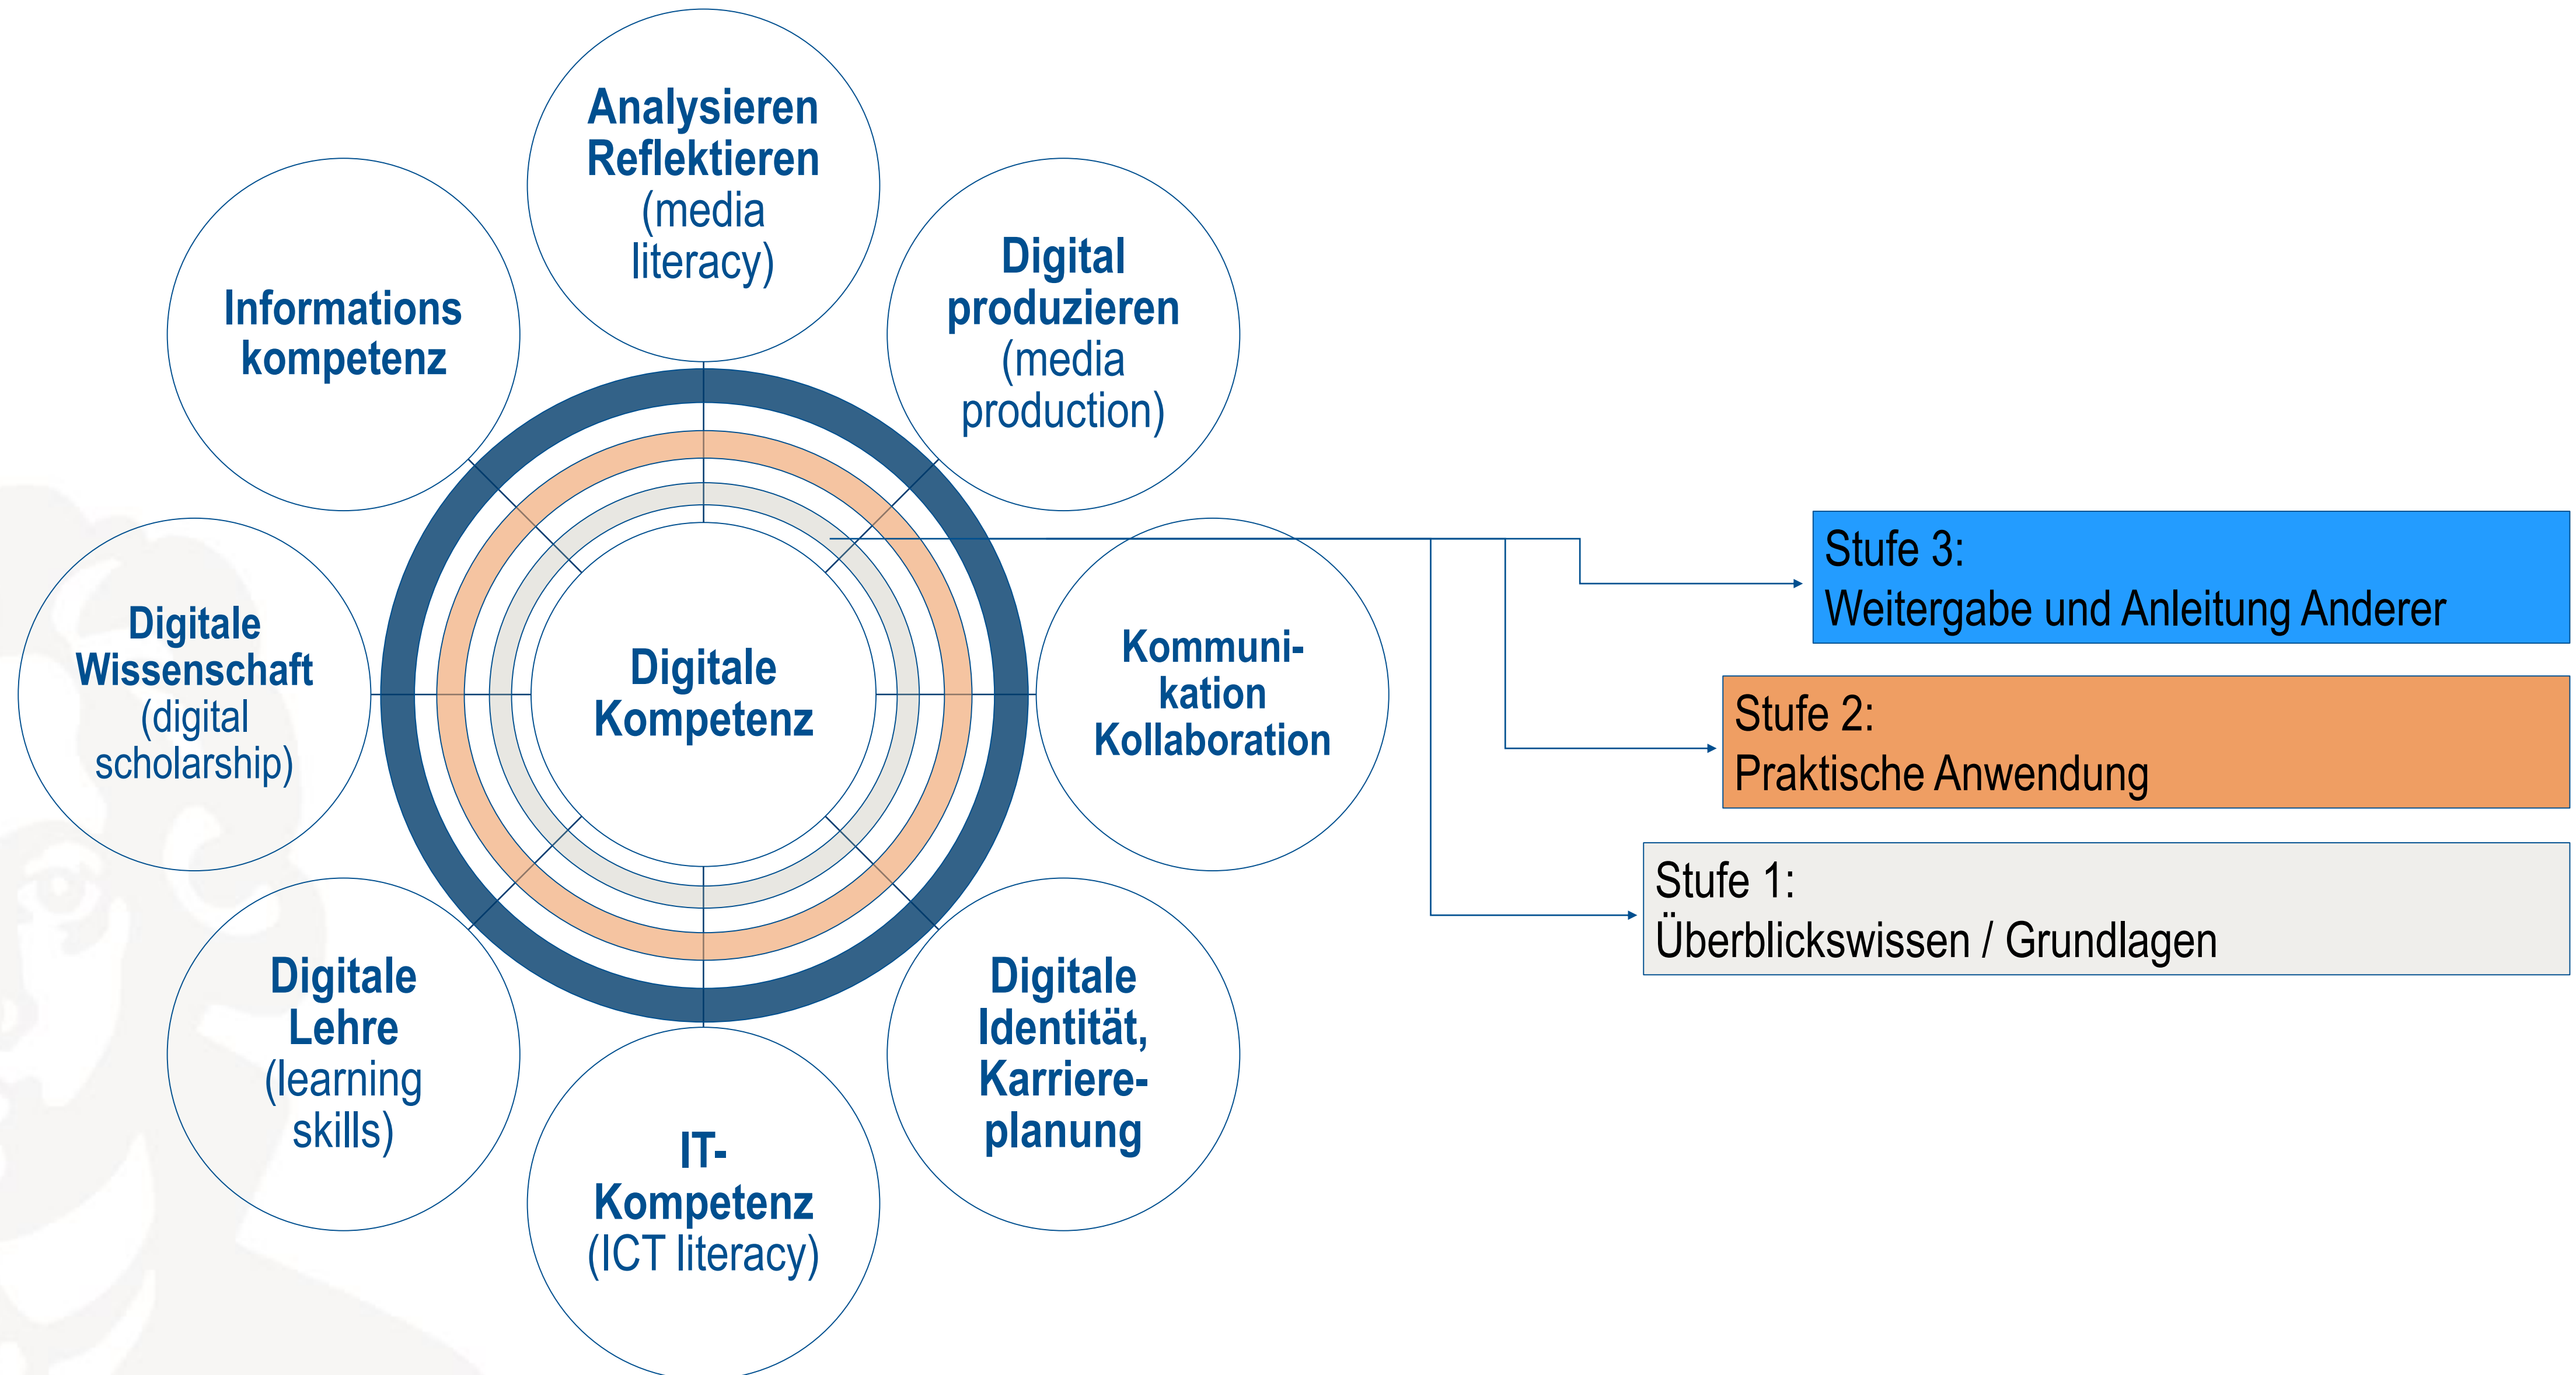 Analysieren
Reflektieren
(media
literacy)
Digital
produzieren
(media
production)
Informations
kompetenz
Kommuni-
kation
Kollaboration
Digitale
Wissenschaft
(digital
scholarship)
Digitale
Kompetenz
Digitale
Identität,
Karriere-
planung
Digitale
Lehre
(learning
skills)
IT-
Kompetenz
(ICT literacy)
Stufe 3:
Weitergabe und Anleitung Anderer
Stufe 2:
Praktische Anwendung
Stufe 1:
Überblickswissen / Grundlagen